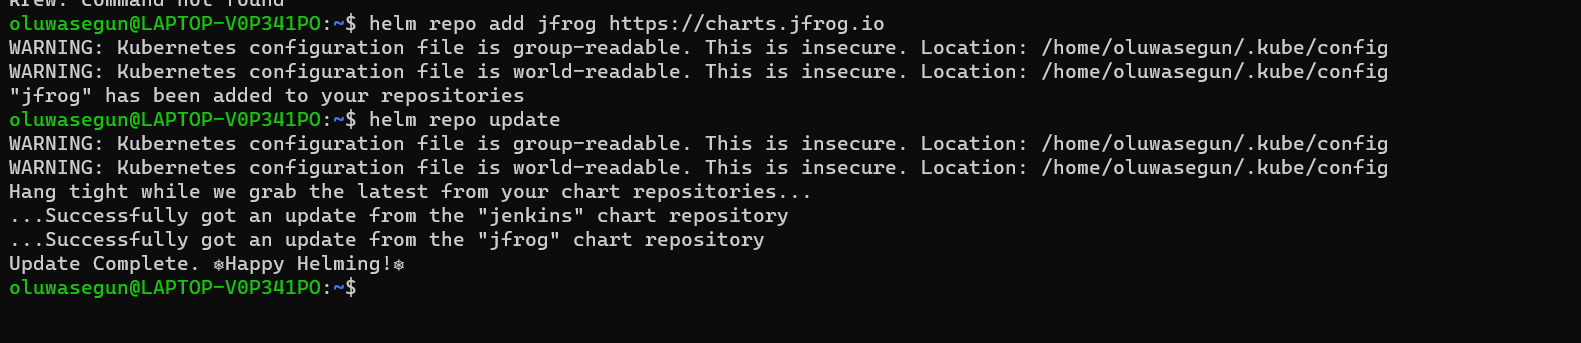 krew: command not found
oluwasegun@LAPTOP-V0P341PO:~$ helm repo add jfrog https://charts.jfrog.io
WARNING: Kubernetes configuration file is group-readable. This is insecure. Location: /home/oluwasegun/.kube/config
WARNING: Kubernetes configuration file is world-readable. This is insecure. Location: /home/oluwasegun/.kube/config
"jfrog" has been added to your repositories
oluwasegun@LAPTOP-V0P341PO:~$ helm repo update
WARNING: Kubernetes configuration file is group-readable. This is insecure. Location: /home/oluwasegun/.kube/config
WARNING: Kubernetes configuration file is world-readable. This is insecure. Location: /home/oluwasegun/.kube/config
Hang tight while we grab the latest from your chart repositories...
...Successfully got an update from the "jenkins" chart repository
...Successfully got an update from the "jfrog" chart repository
Update Complete. ⎈Happy Helming!⎈
oluwasegun@LAPTOP-V0P341PO:~$